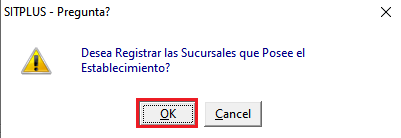 SITPLUS - Pregunta?
Desea Registrar las Sucursales que Posee el
Establecimiento?
OK
Cancel